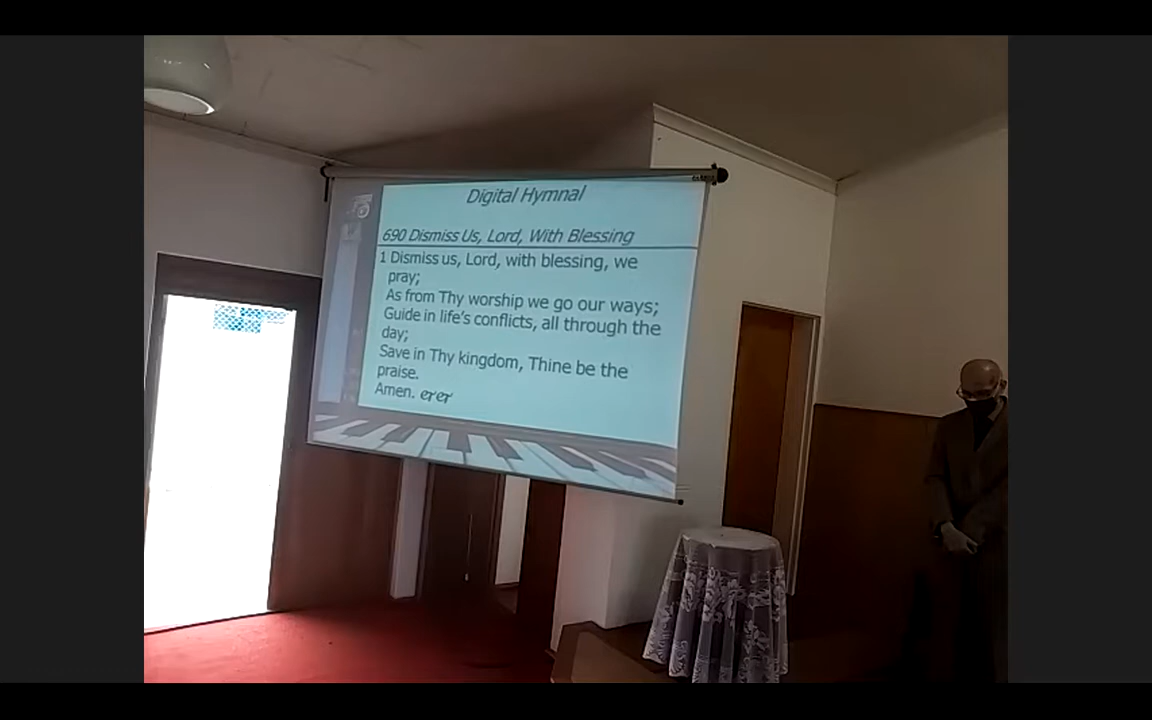 Digital Hymnal
690 Dismiss Us, Lord, With Blessing
1 Dismiss us, Lord, with blessing, we
pray;
As from Thy worship we go our ways;
Guide in life's conflicts, all through the
day;
Save in Thy kingdom, Thine be the
praise.
Amen. erer